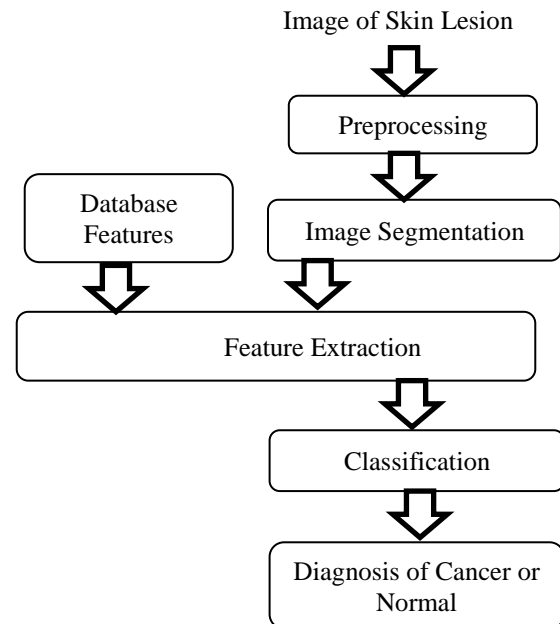 Image of Skin Lesion
Preprocessing
Database
Features
Image Segmentation
Feature Extraction
Classification
Diagnosis of Cancer or
Normal